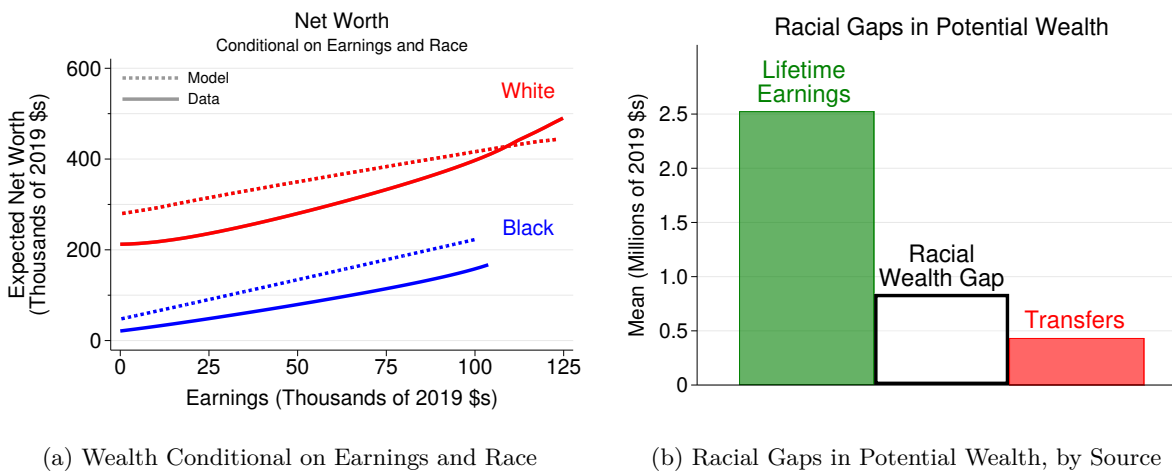 Net Worth
Conditional on Earnings and Race
Expected Net Worth
(Thousands of 2019 $s)
600
400
200
0
Model
Data
White
Black
0 25 50 75 100 125
Earnings (Thousands of 2019 $s)
(a) Wealth Conditional on Earnings and Race
Racial Gaps in Potential Wealth
Mean (Millions of 2019 $s)
2.5
2.0
1.5
1.0
0.5
0
Lifetime
Earnings
Racial
Wealth Gap
Transfers
(b) Racial Gaps in Potential Wealth, by Source